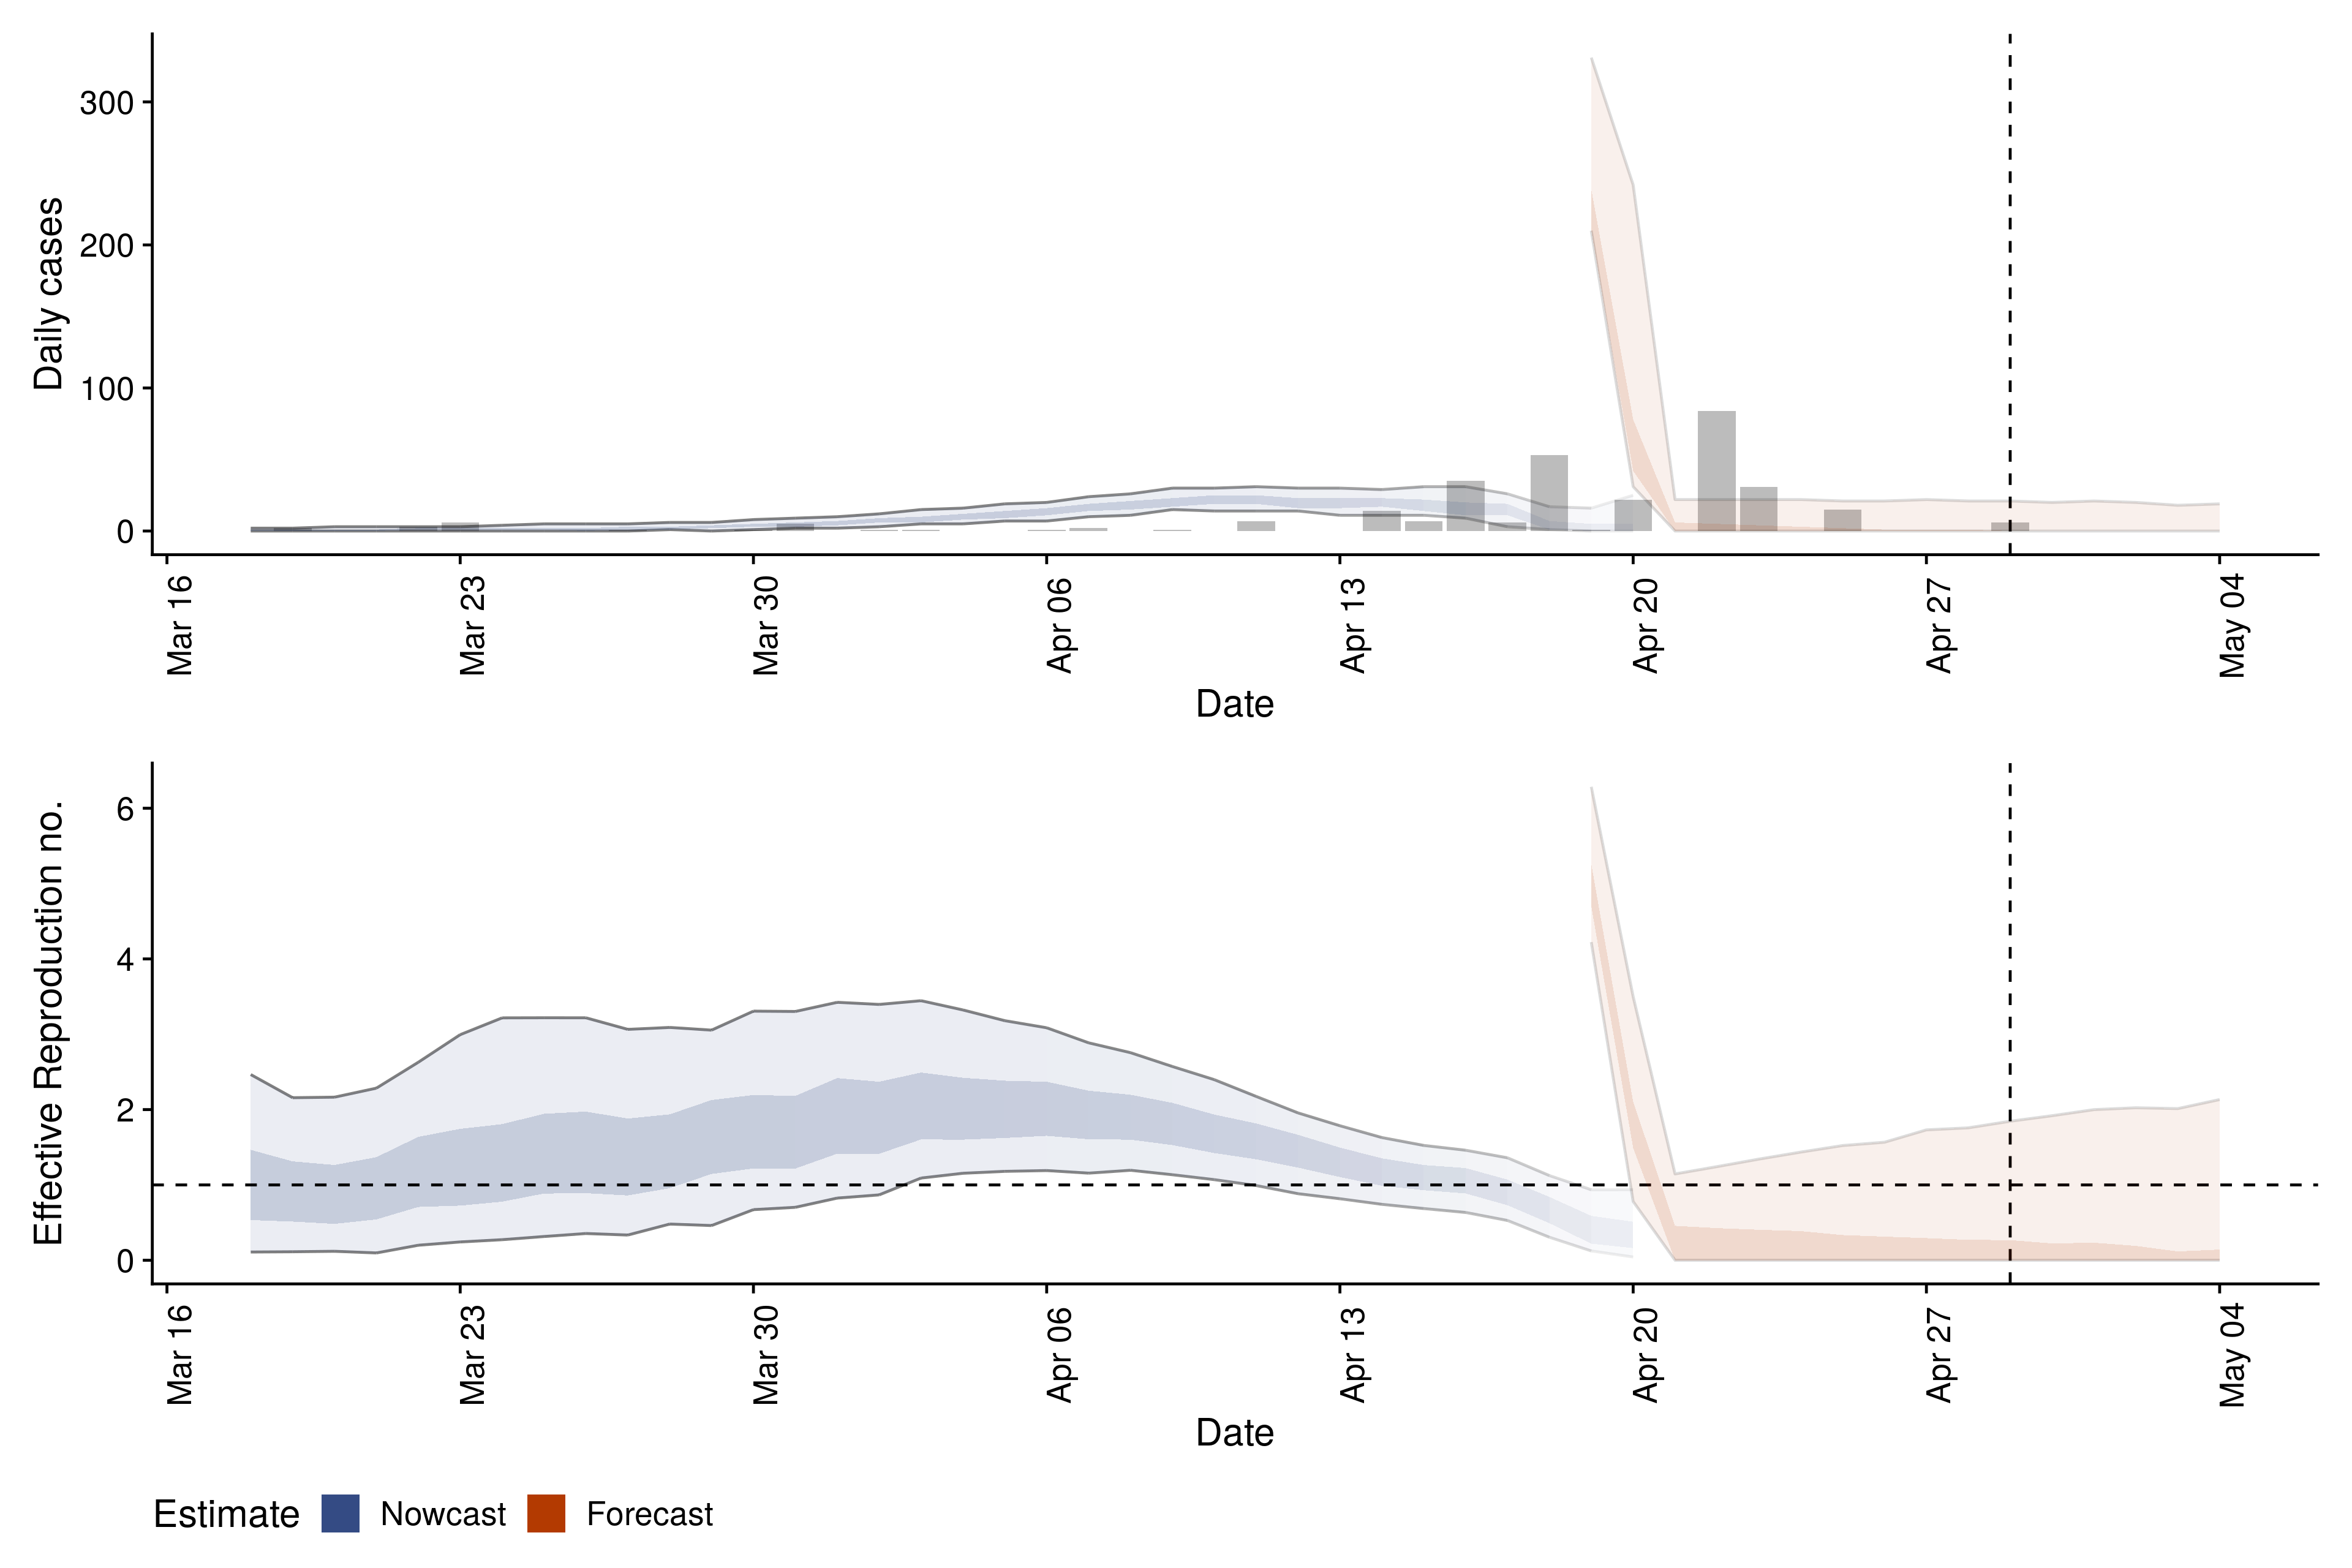 Daily cases
300
200
100
0
Mar 16
Mar 23
Mar 30
Apr 06
Apr 13
Apr 20
Apr 27
May 04
Date
Effective Reproduction no.
6
4
2
0
Mar 16
Mar 23
Mar 30
Apr 06
Apr 13
Apr 20
Apr 27
May 04
Date
Estimate Nowcast Forecast